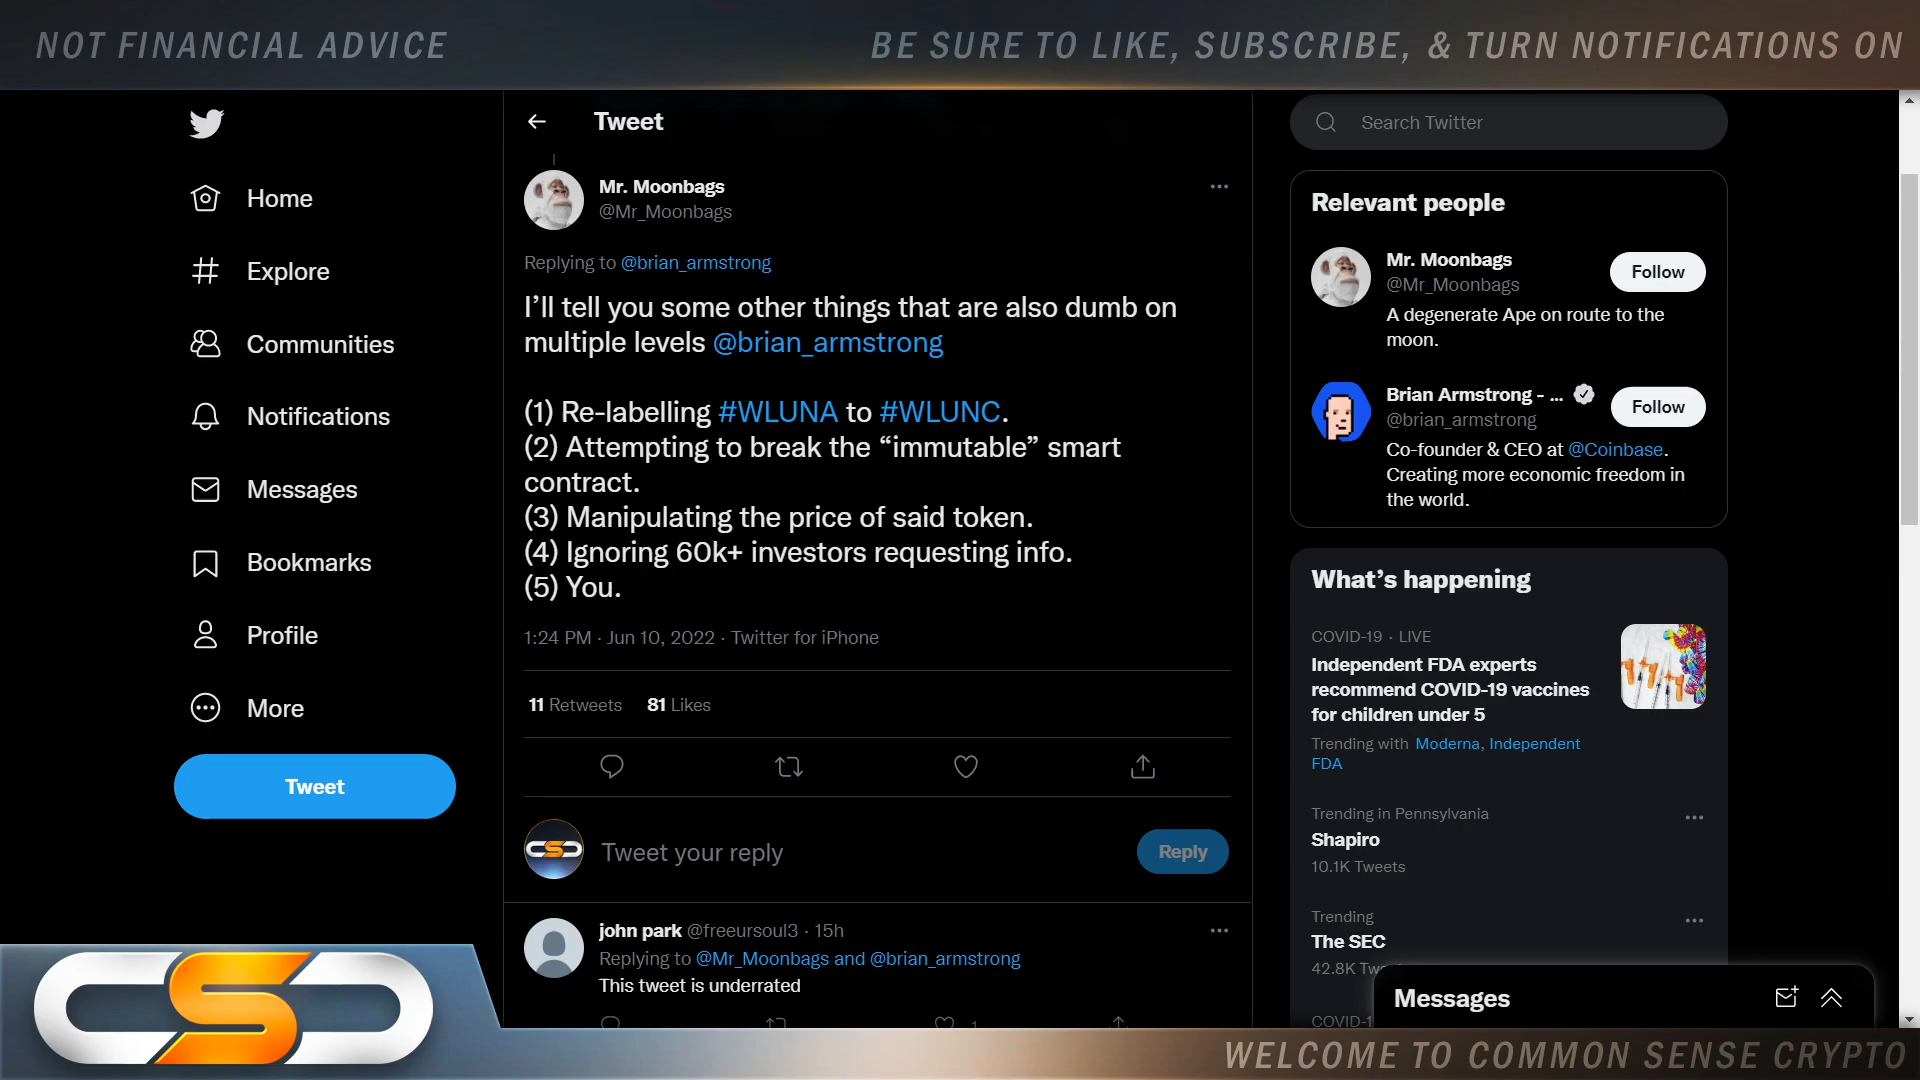 NOT FINANCIAL ADVICE
BE SURE TO LIKE, SUBSCRIBE, & TURN NOTIFICATIONS ON
Home
Explore
Communities
Notifications
Messages
Bookmarks
Profile
More
Tweet
Tweet
Mr. Moonbags
@Mr_Moonbags
Replying to @brian_armstrong
I’ll tell you some other things that are also dumb on
multiple levels @brian_armstrong
(1) Re-labelling #WLUNA to #WLUNC.
(2) Attempting to break the “immutable” smart
contract.
(3) Manipulating the price of said token.
(4) Ignoring 60k+ investors requesting info.
(5) You.
1:24 PM · Jun 10, 2022 · Twitter for iPhone
11 Retweets 81 Likes
Tweet your reply
Reply
john park @freeursoul3 · 15h
Replying to @Mr_Moonbags and @brian_armstrong
This tweet is underrated
1
Search Twitter
Relevant people
Mr. Moonbags
@Mr_Moonbags
Follow
A degenerate Ape on route to the
moon.
Brian Armstrong - ...
@brian_armstrong
Follow
Co-founder & CEO at @Coinbase.
Creating more economic freedom in
the world.
What’s happening
COVID-19 · LIVE
Independent FDA experts
recommend COVID-19 vaccines
for children under 5
Trending with Moderna, Independent
FDA
Trending in Pennsylvania
Shapiro
10.1K Tweets
Trending
The SEC
42.8K
COVID-1
Messages
CSC
WELCOME TO COMMON SENSE CRYPTO